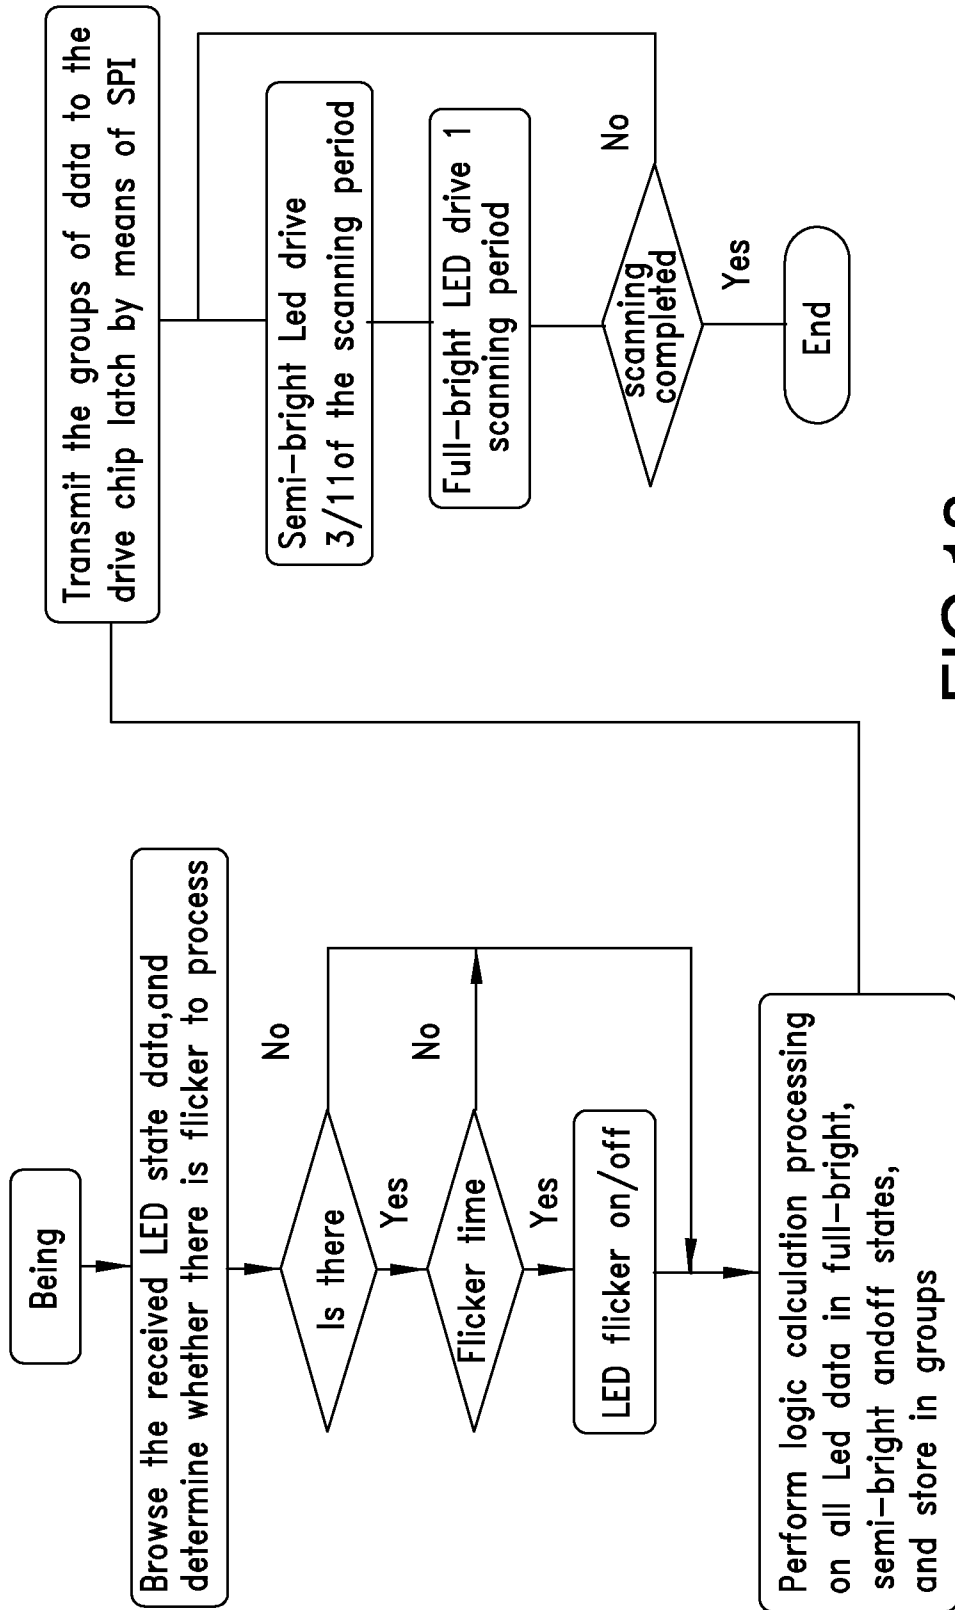 Being
Browse the received LED state data,and
determine whether there is flicker to process
Is there
No
Yes
Flicker time
No
Yes
LED flicker on/off
Perform logic calculation processing
on all Led data in full-bright,
semi-bright andoff states,
and store in groups
Transmit the groups of data to the
drive chip latch by means of SPI
Semi-bright Led drive
3/11of the scanning period
Full-bright LED drive 1
scanning period
scanning
completed
No
Yes
End
FIG